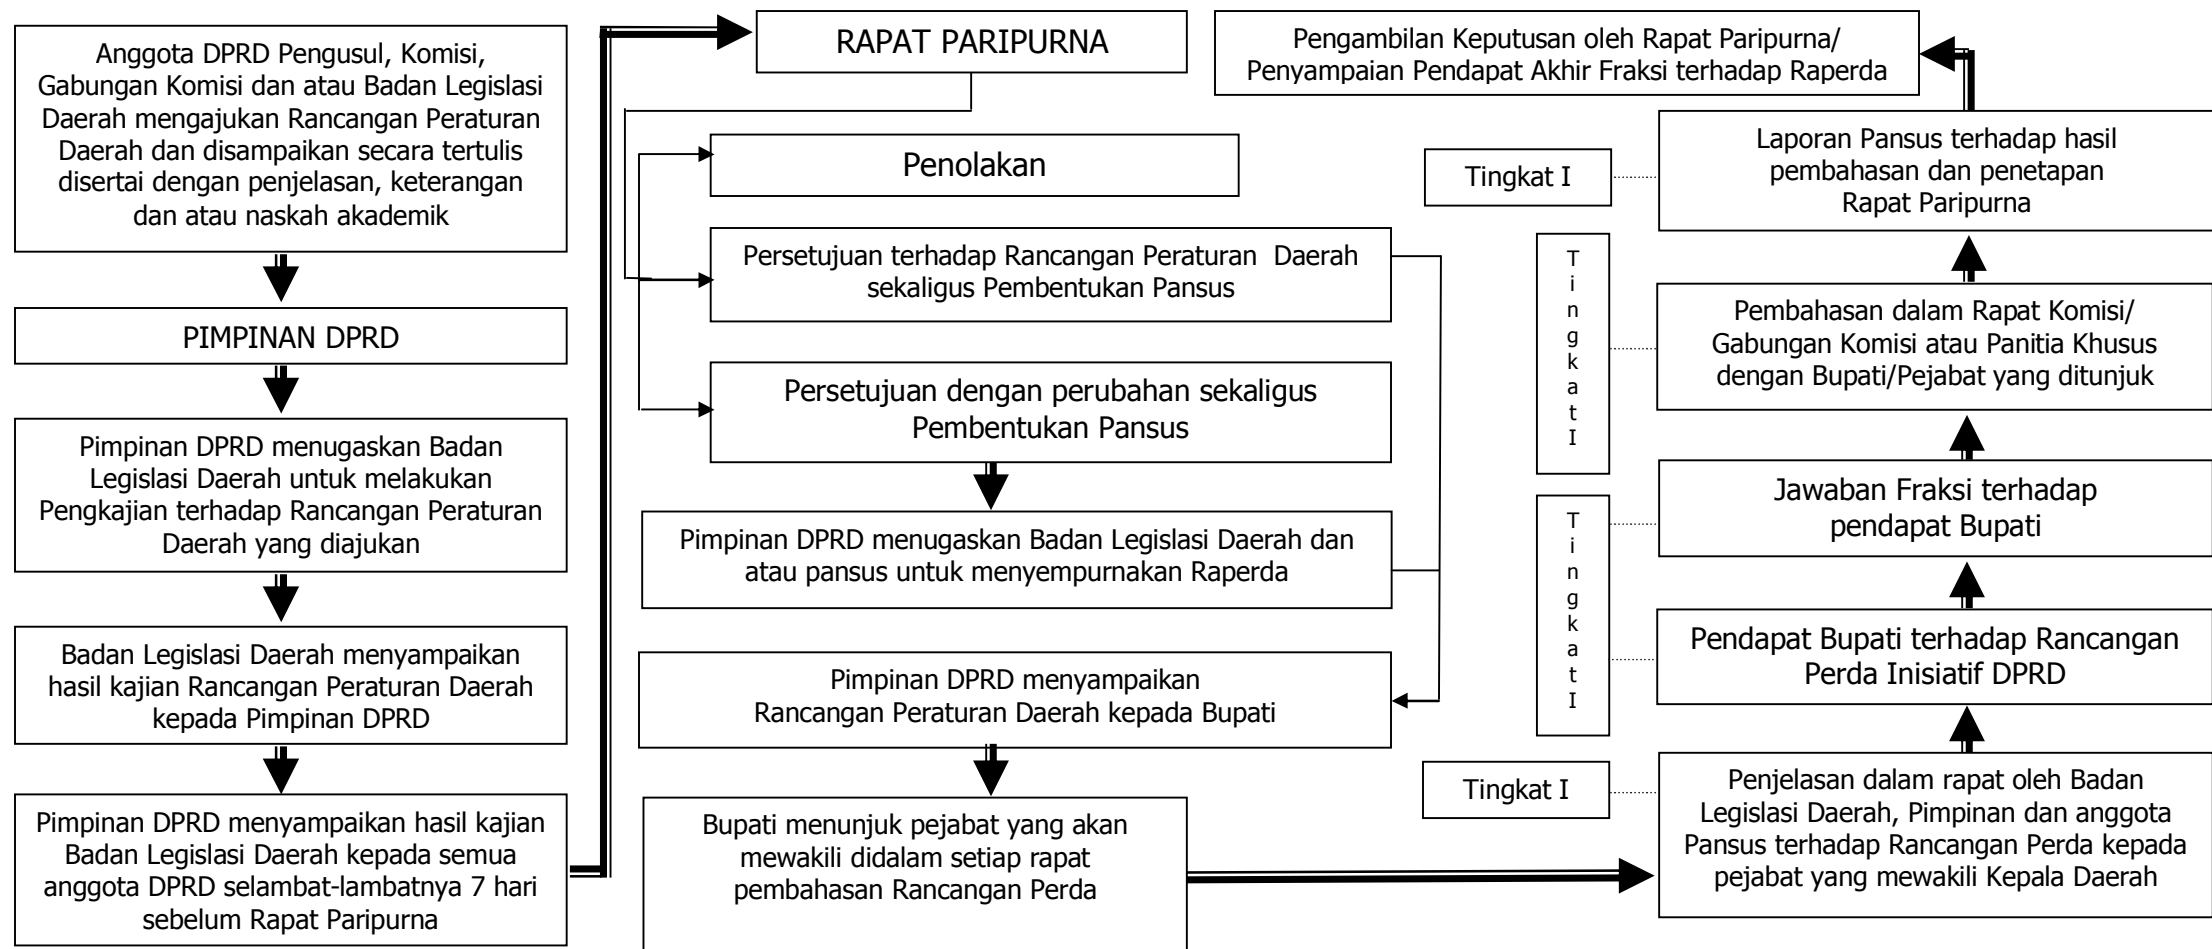 Anggota DPRD Pengusul, Komisi,
Gabungan Komisi dan atau Badan Legislasi
Daerah mengajukan Rancangan Peraturan
Daerah dan disampaikan secara tertulis
disertai dengan penjelasan, keterangan
dan atau naskah akademik
PIMPINAN DPRD
Pimpinan DPRD menugaskan Badan
Legislasi Daerah untuk melakukan
Pengkajian terhadap Rancangan Peraturan
Daerah yang diajukan
Badan Legislasi Daerah menyampaikan
hasil kajian Rancangan Peraturan Daerah
kepada Pimpinan DPRD
Pimpinan DPRD menyampaikan hasil kajian
Badan Legislasi Daerah kepada semua
anggota DPRD selambat-lambatnya 7 hari
sebelum Rapat Paripurna
RAPAT PARIPURNA
Penolakan
Persetujuan terhadap Rancangan Peraturan Daerah
sekaligus Pembentukan Pansus
Persetujuan dengan perubahan sekaligus
Pembentukan Pansus
Pimpinan DPRD menugaskan Badan Legislasi Daerah dan
atau pansus untuk menyempurnakan Raperda
Pimpinan DPRD menyampaikan
Rancangan Peraturan Daerah kepada Bupati
Bupati menunjuk pejabat yang akan
mewakili didalam setiap rapat
pembahasan Rancangan Perda
Penjelasan dalam rapat oleh Badan
Legislasi Daerah, Pimpinan dan anggota
Pansus terhadap Rancangan Perda kepada
pejabat yang mewakili Kepala Daerah
Tingkat I
Pendapat Bupati terhadap Rancangan
Perda Inisiatif DPRD
Tingkat I
Jawaban Fraksi terhadap
pendapat Bupati
Pembahasan dalam Rapat Komisi/
Gabungan Komisi atau Panitia Khusus
dengan Bupati/Pejabat yang ditunjuk
Tingkat I
Laporan Pansus terhadap hasil
pembahasan dan penetapan
Rapat Paripurna
Tingkat I
Pengambilan Keputusan oleh Rapat Paripurna/
Penyampaian Pendapat Akhir Fraksi terhadap Raperda